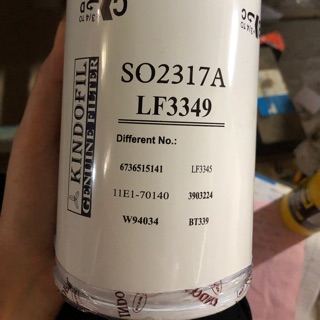 SO2317A
LF3349
Different No.:
6736515141 LF3345
11E1-70140 3903224
W94034 BT339
KINDOFIL
GENUINE FILTER